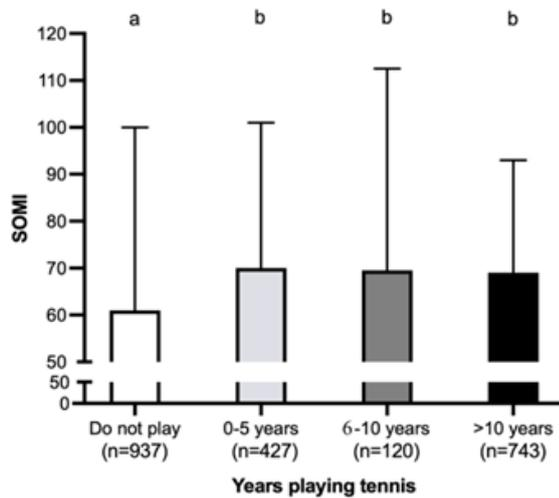 a b b b
120
110
100
90
80
70
60
50
50
0
SOMI
Do not play 0-5 years 6-10 years >10 years
(n=937) (n=427) (n=120) (n=743)
Years playing tennis